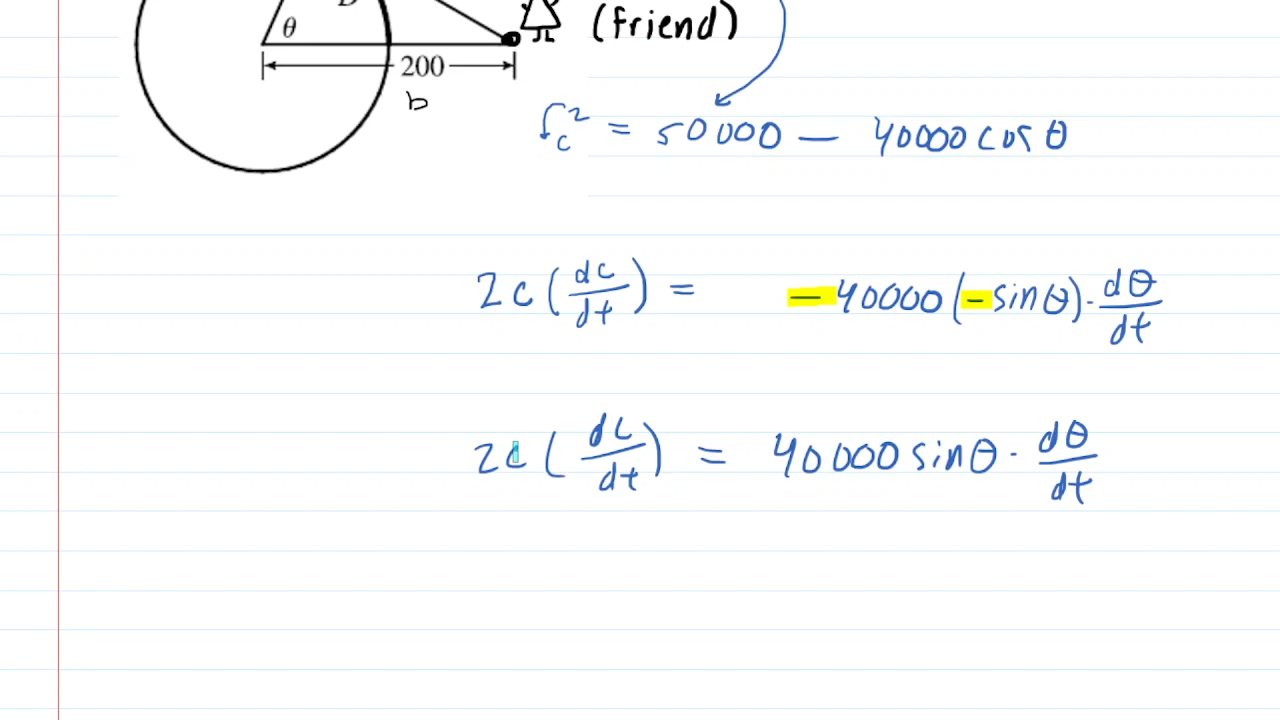 θ
(friend)
200
b
c² = 50000 — 40000 cos θ
2c (dc/dt) = — 40000 (- sin θ) · dθ/dt
2c (dc/dt) = 40000 sin θ · dθ/dt